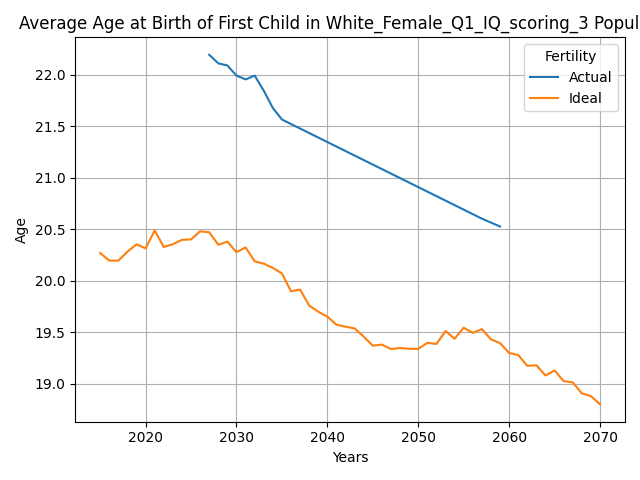 Average Age at Birth of First Child in White_Female_Q1_IQ_scoring_3 Popul
Fertility
Actual
Ideal
22.0
21.5
21.0
20.5
20.0
19.5
19.0
Age
2020 2030 2040 2050 2060 2070
Years